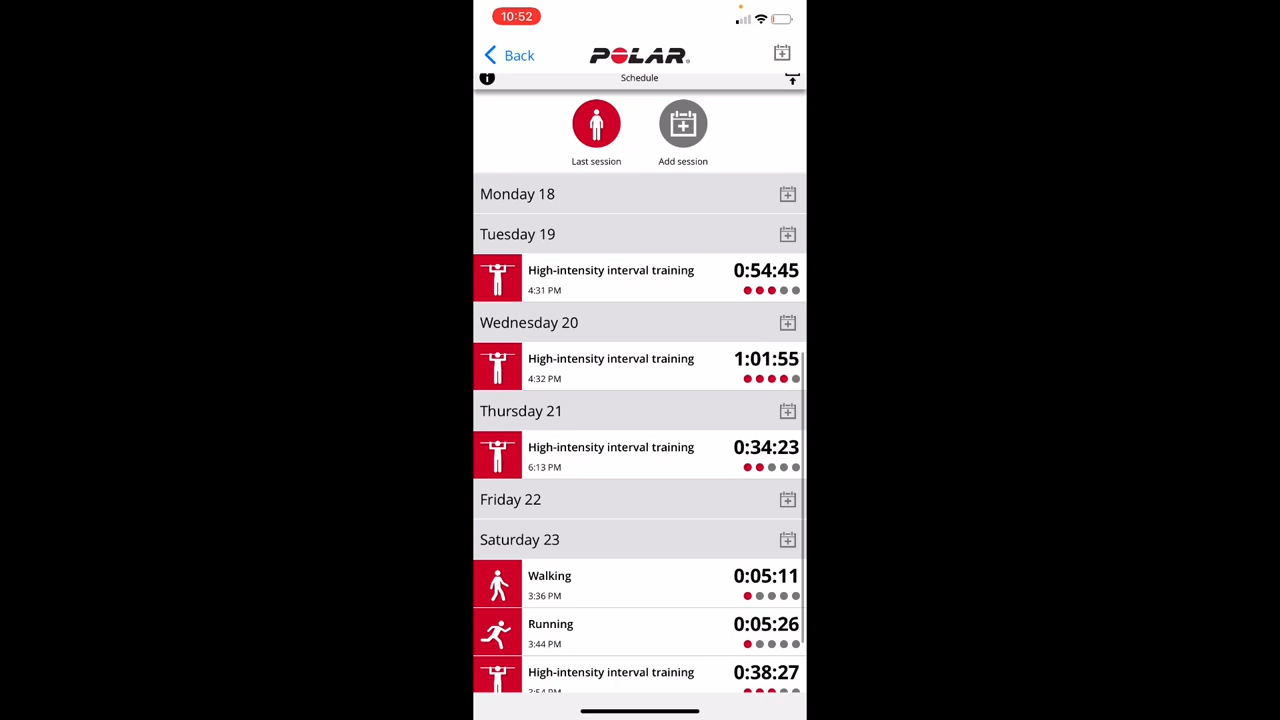 10:52
Back
POLAR
Schedule
Last session
Add session
Monday 18
Tuesday 19
High-intensity interval training
0:54:45
4:31 PM
Wednesday 20
High-intensity interval training
1:01:55
4:32 PM
Thursday 21
High-intensity interval training
0:34:23
6:13 PM
Friday 22
Saturday 23
Walking
0:05:11
3:36 PM
Running
0:05:26
3:44 PM
High-intensity interval training
0:38:27
3:54 PM